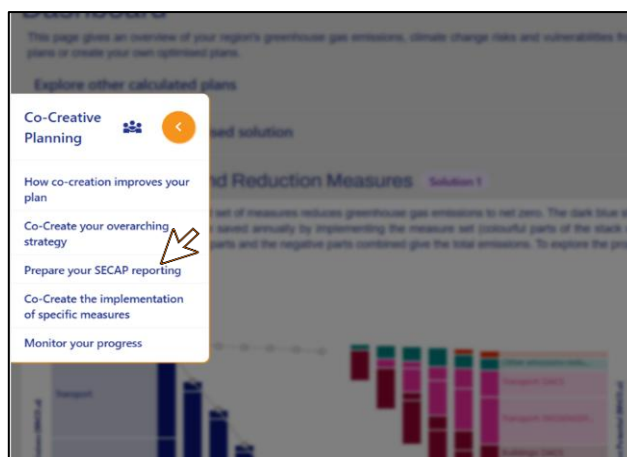 Dashboard
This page gives an overview of your region's greenhouse gas emissions, climate change risks and vulnerabilities
plans or create your own optimised plans.
Explore other calculated plans
Co-Creative
Planning
sed solution
nd Reduction Measures Solution 1
How co-creation improves your
plan
set of measures reduces greenhouse gas emissions to net zero. The dark blue
Co-Create your overarching
strategy
saved annually by implementing the measure set (colourful parts of the stack
parts and the negative parts combined give the total emissions. To explore the
Prepare your SECAP reporting
Co-Create the implementation
of specific measures
Monitor your progress
Transport
Transport
Transport
Buildings